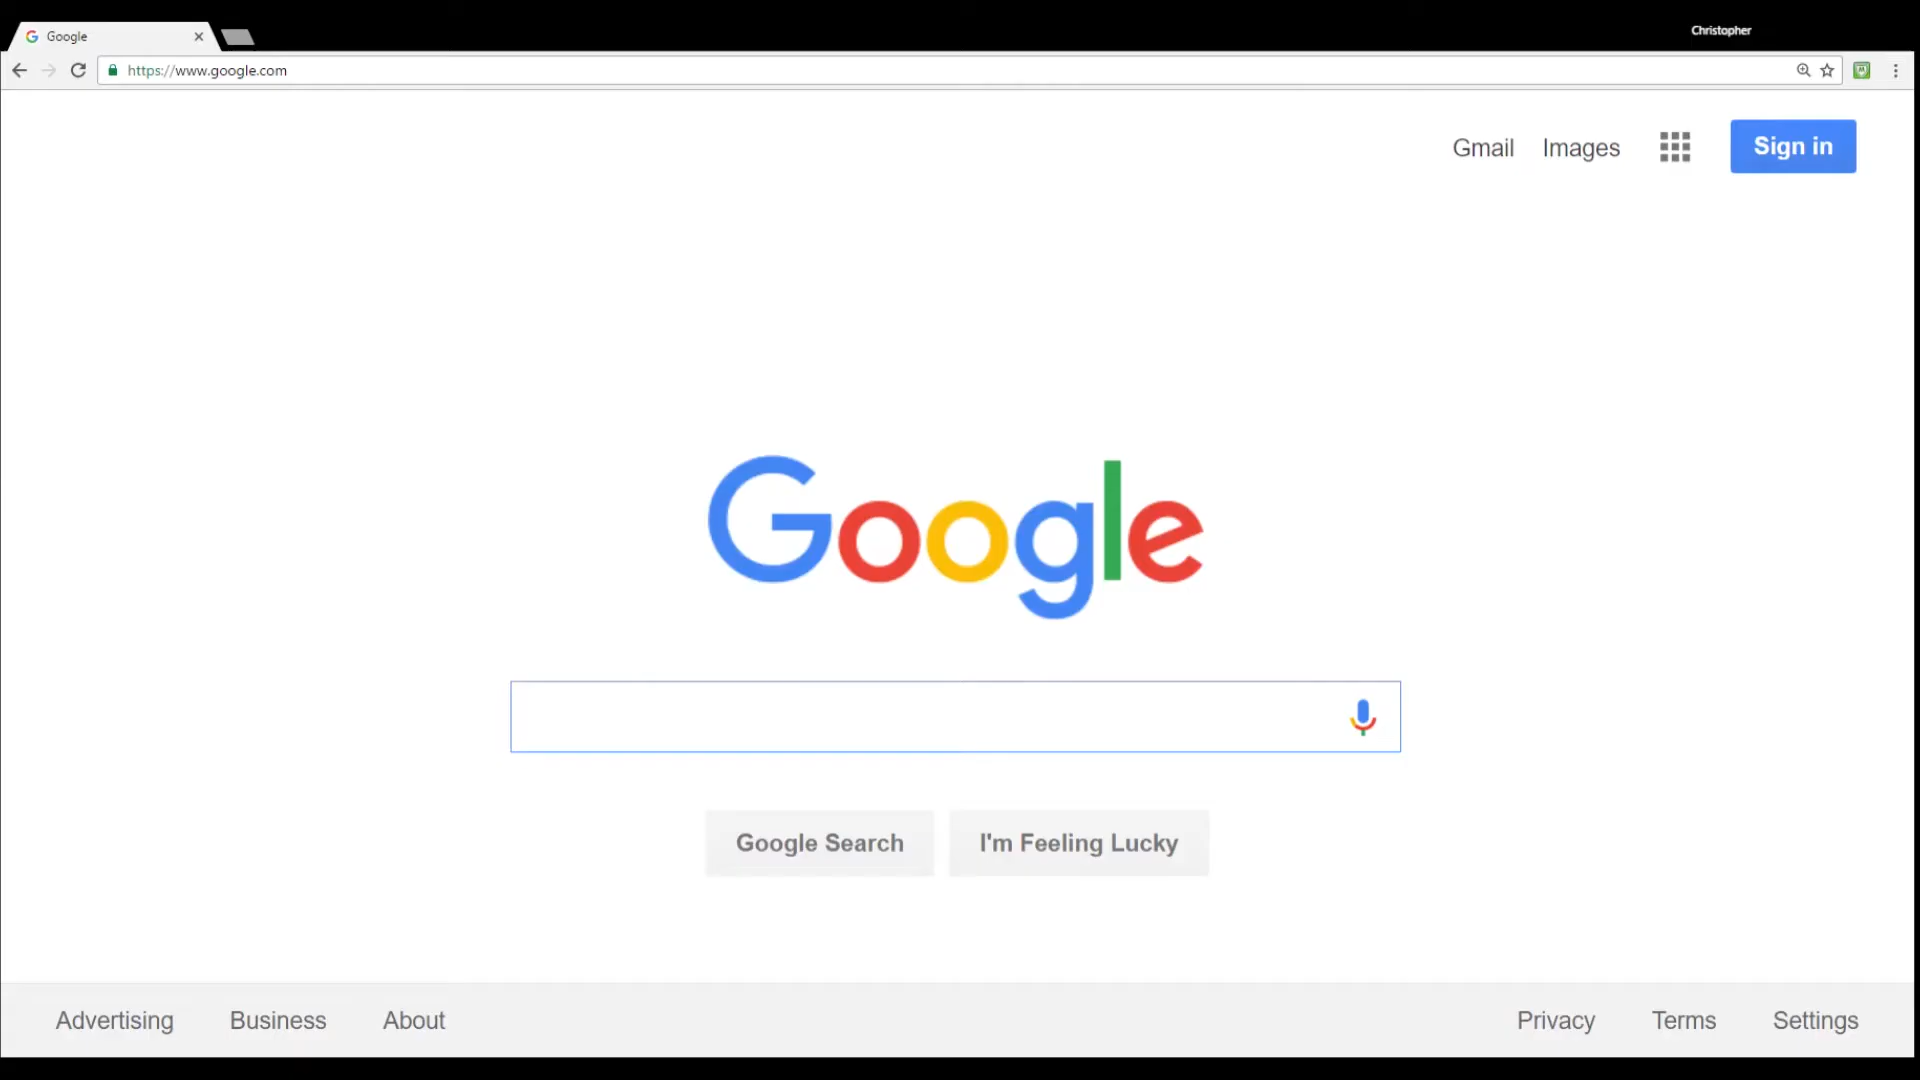 Google
Christopher
https://www.google.com
Gmail Images Sign in
Google
Google Search I'm Feeling Lucky
Advertising Business About Privacy Terms Settings